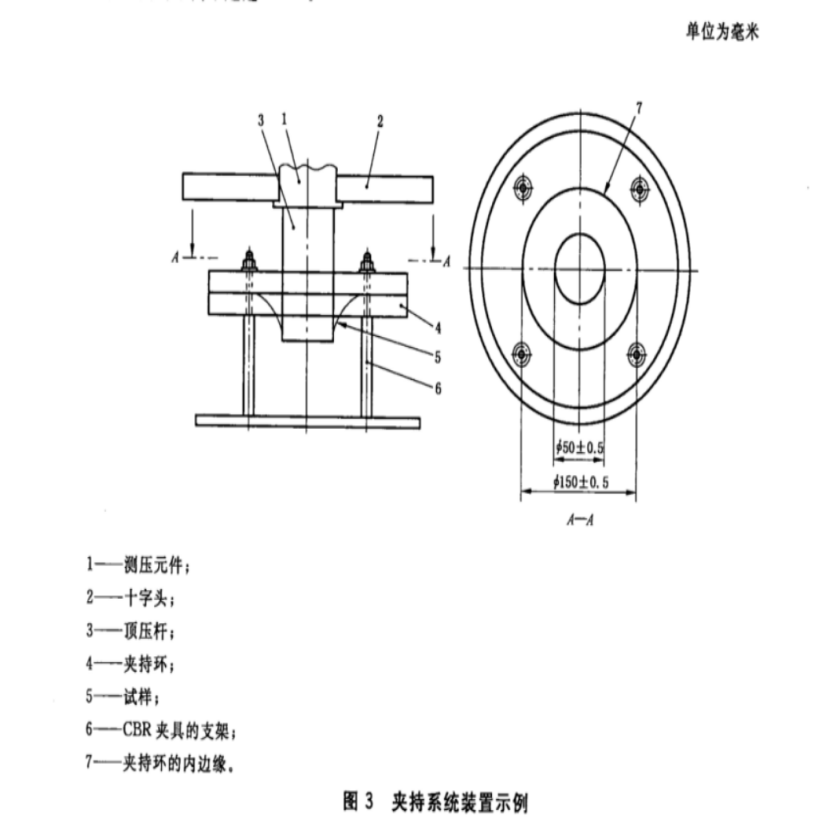 单位为毫米
3 1 2 7
A A
4
5
6
ϕ50±0.5
ϕ150±0.5
A—A
1——测压元件;
2——十字头;
3——顶压杆;
4——夹持环;
5——试样;
6——CBR 夹具的支架;
7——夹持环的内边缘。
图 3 夹持系统装置示例